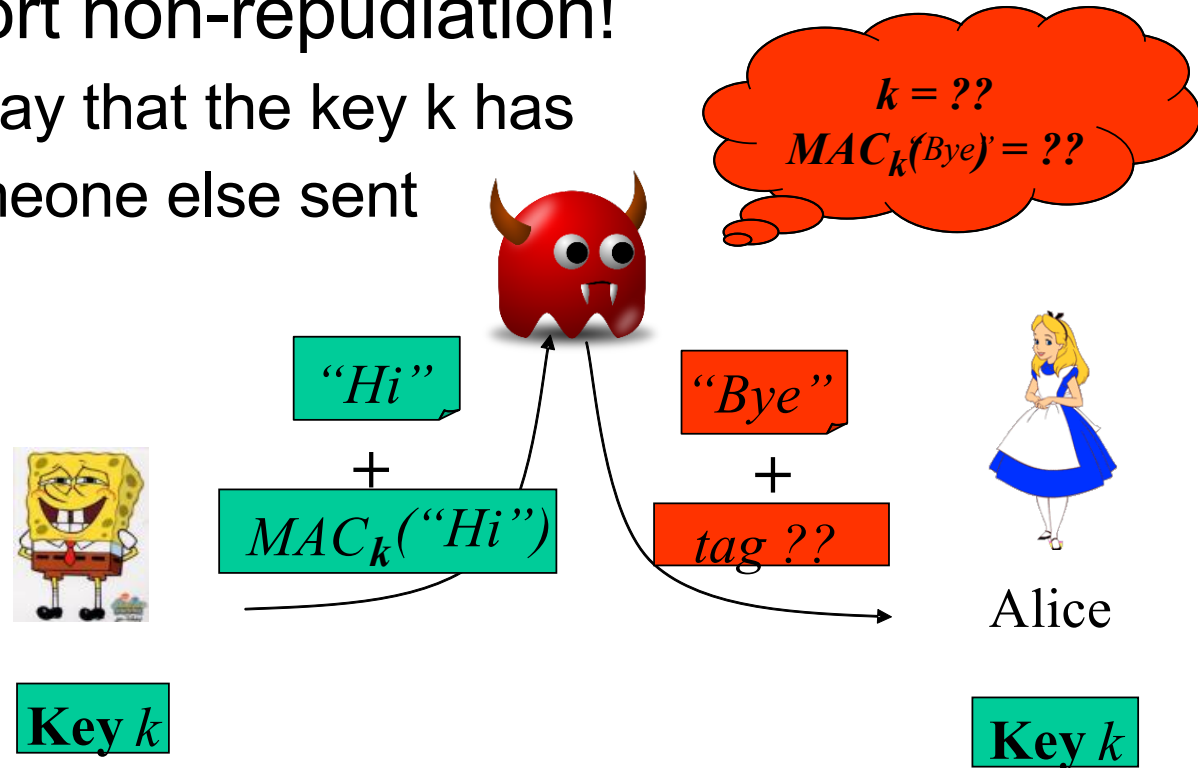 ort non-repudiation!
ay that the key k has
neone else sent
k = ??
MACk(“Bye”) = ??
“Hi”
+
MACk(“Hi”)
“Bye”
+
tag ??
Alice
Key k
Key k